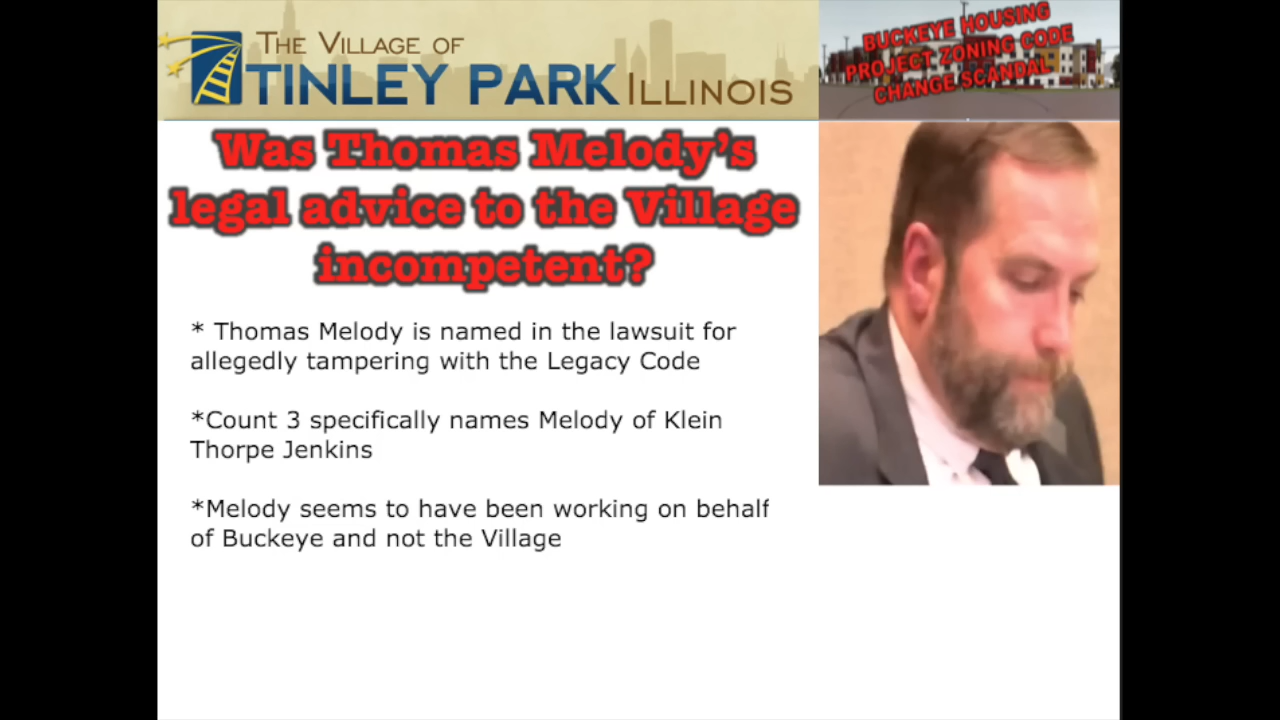 THE VILLAGE OF
TINLEY PARK ILLINOIS
BUCKEYE HOUSING
PROJECT ZONING CODE
CHANGE SCANDAL
Was Thomas Melody's
legal advice to the Village
incompetent?
* Thomas Melody is named in the lawsuit for
allegedly tampering with the Legacy Code
*Count 3 specifically names Melody of Klein
Thorpe Jenkins
*Melody seems to have been working on behalf
of Buckeye and not the Village